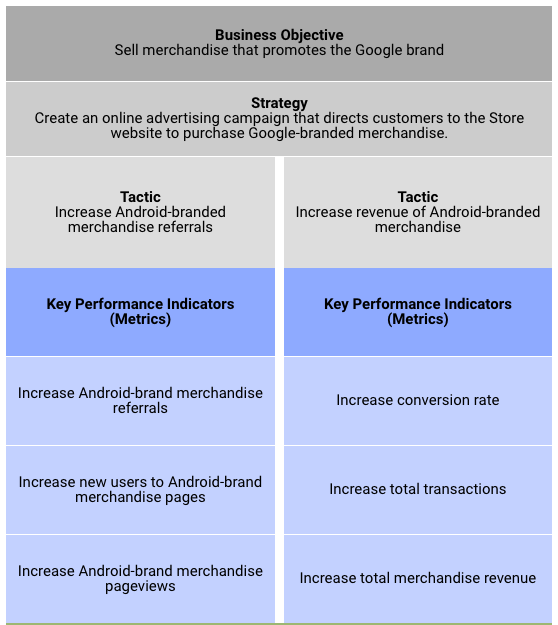 Business Objective
Sell merchandise that promotes the Google brand
Strategy
Create an online advertising campaign that directs customers to the Store
website to purchase Google-branded merchandise.
Tactic
Increase Android-branded
merchandise referrals
Tactic
Increase revenue of Android-branded
merchandise
Key Performance Indicators
(Metrics)
Key Performance Indicators
(Metrics)
Increase Android-brand merchandise
referrals
Increase conversion rate
Increase new users to Android-brand
merchandise pages
Increase total transactions
Increase Android-brand merchandise
pageviews
Increase total merchandise revenue